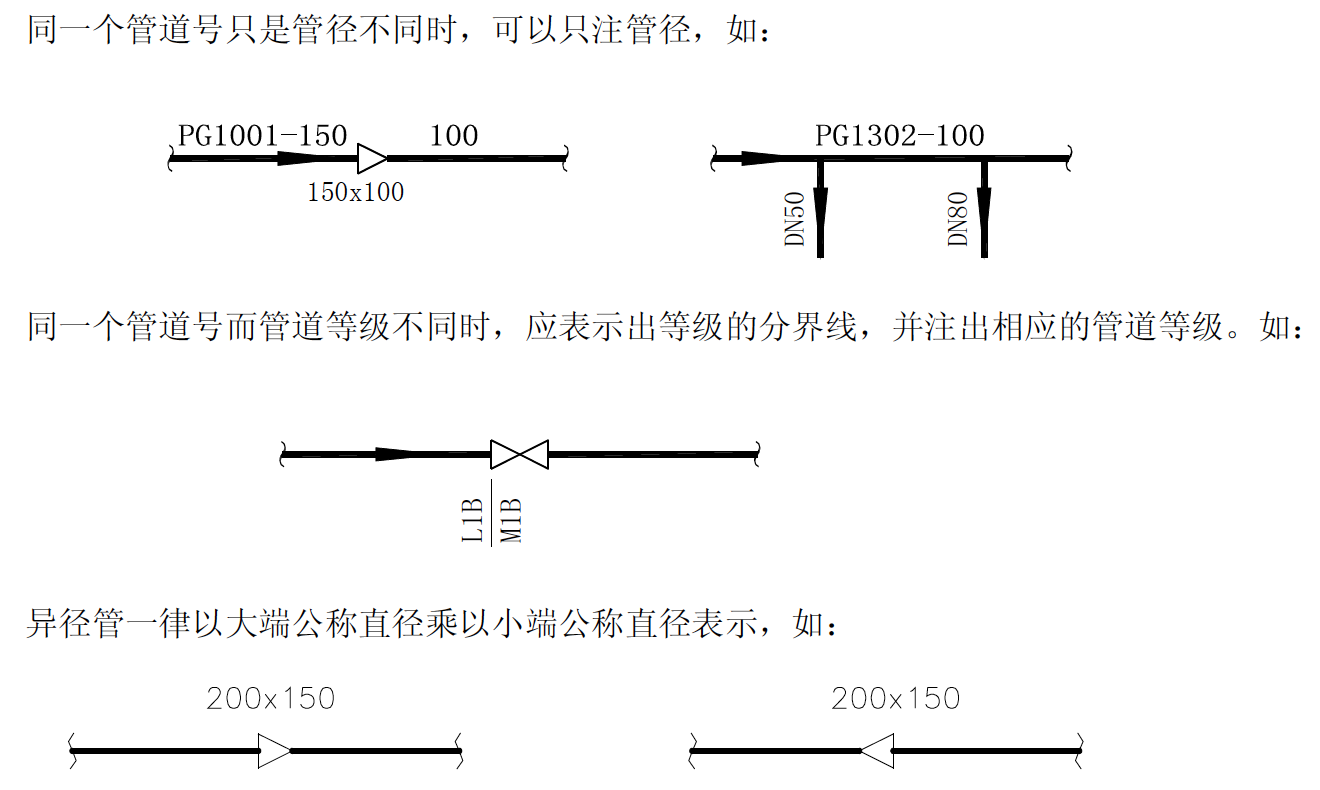 同一个管道号只是管径不同时，可以只注管径，如：
PG1001-150 100 PG1302-100
150x100
DN50 DN80
同一个管道号而管道等级不同时，应表示出等级的分界线，并注出相应的管道等级。如：
L1B M1B
异径管一律以大端公称直径乘以小端公称直径表示，如：
200x150 200x150